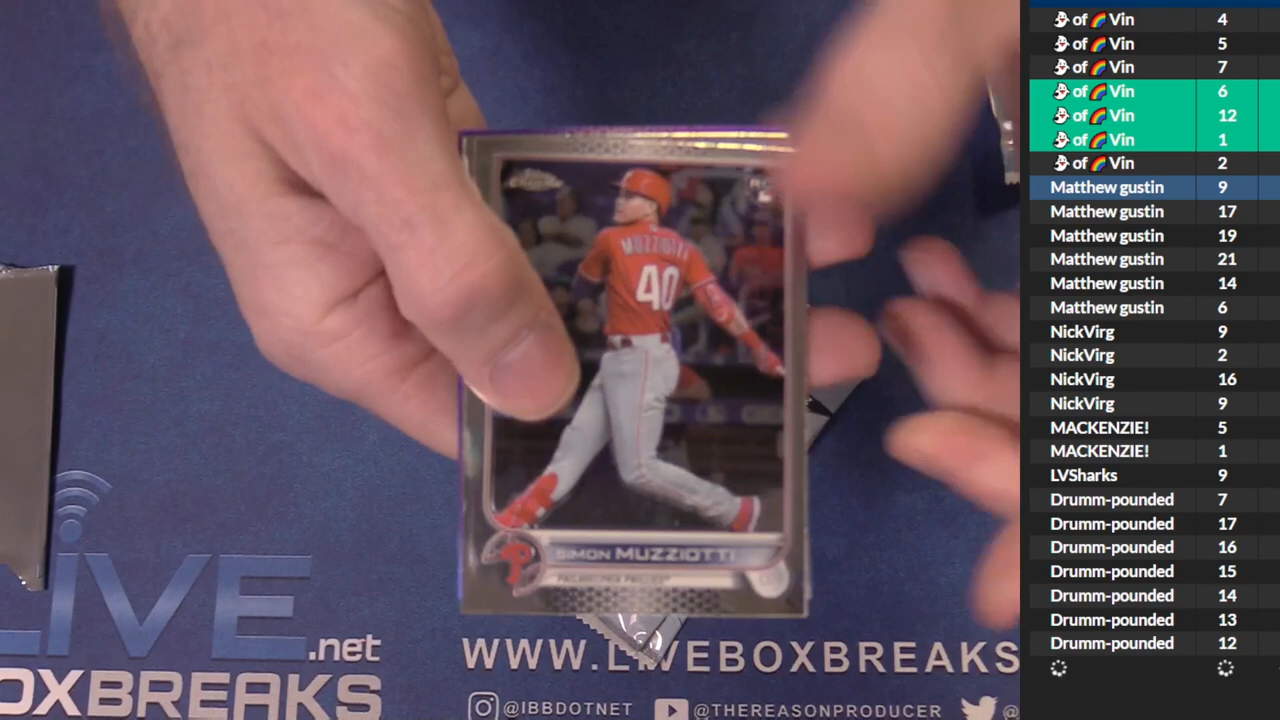 Chrome
MUZZIOTTI
40
SIMON MUZZIOTTI
PHILADELPHIA PHILLIES
LiVE
.net
OXBREAKS
WWW.LIVEBOXBREAKS
@IBBDOTNET
@THEREASONPRODUCER
@
👻 of 🌈 Vin 4
👻 of 🌈 Vin 5
👻 of 🌈 Vin 7
👻 of 🌈 Vin 6
👻 of 🌈 Vin 12
👻 of 🌈 Vin 1
👻 of 🌈 Vin 2
Matthew gustin 9
Matthew gustin 17
Matthew gustin 19
Matthew gustin 21
Matthew gustin 14
Matthew gustin 6
NickVirg 9
NickVirg 2
NickVirg 16
NickVirg 9
MACKENZIE! 5
MACKENZIE! 1
LVSharks 9
Drumm-pounded 7
Drumm-pounded 17
Drumm-pounded 16
Drumm-pounded 15
Drumm-pounded 14
Drumm-pounded 13
Drumm-pounded 12